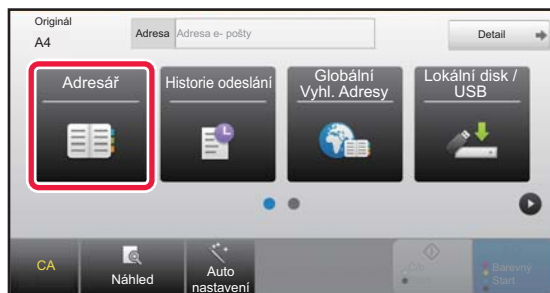 Originál
A4
Adresa
Adresa e- pošty
Detail
Adresář
Historie odeslání
Globální
Vyhl. Adresy
Lokální disk /
USB
CA
Náhled
Auto
nastavení
Barevny
Start